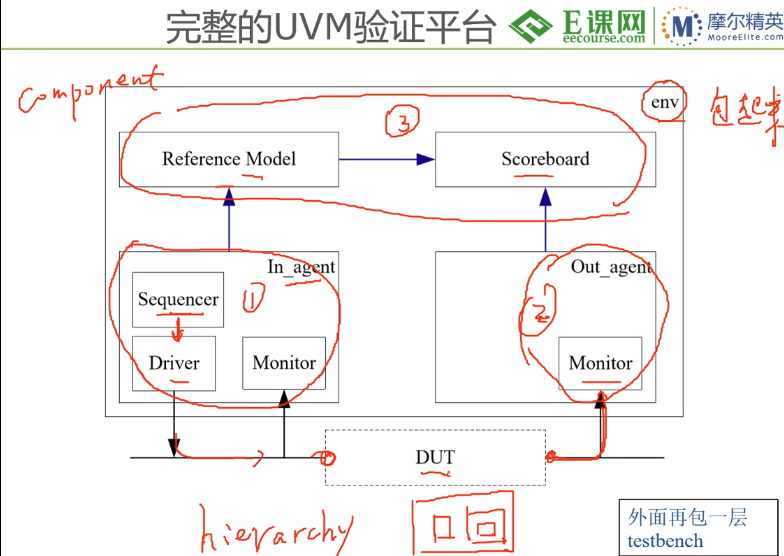 完整的UVM验证平台
E课网
eecourse.com
摩尔精英
MooreElite.com
component
env
包起来
③
Reference Model
Scoreboard
In_agent
Out_agent
Sequencer
①
②
Driver
Monitor
Monitor
DUT
hierarchy
外面再包一层
testbench